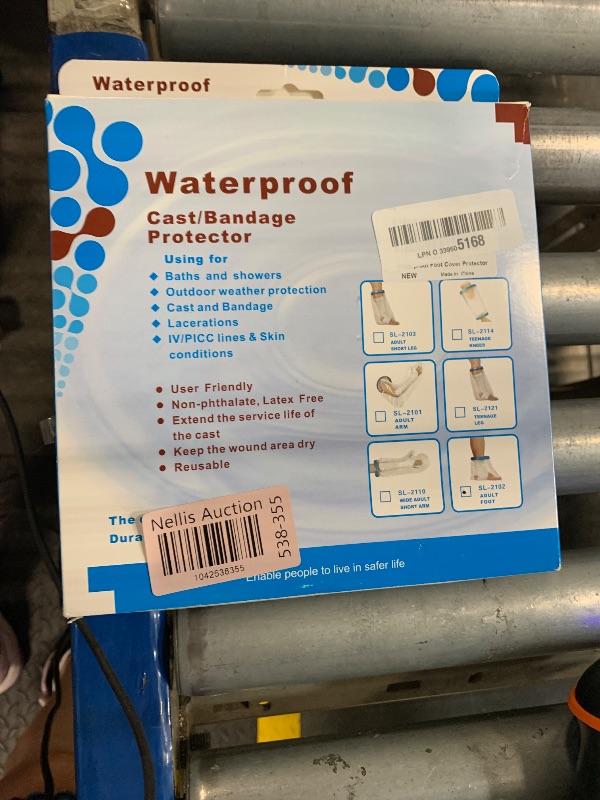 Waterproof
Waterproof
Cast/Bandage
Protector
Using for
Baths and showers
Outdoor weather protection
Cast and Bandage
Lacerations
IV/PICC lines & Skin
conditions
User Friendly
Non-phthalate, Latex Free
Extend the service life of
the cast
Keep the wound area dry
Reusable
The
Dura
LPN O 33960 5168
Foot Cover Protector
NEW
Made in China
SL-2103
ADULT
SHORT LEG
SL-2114
TEENAGE
KNEES
SL-2101
ADULT
ARM
SL-2121
TEENAGE
LEG
SL-2110
WIDE ADULT
SHORT ARM
SL-2102
ADULT
FOOT
Nellis Auction
538-355
1042538355
Enable people to live in safer life